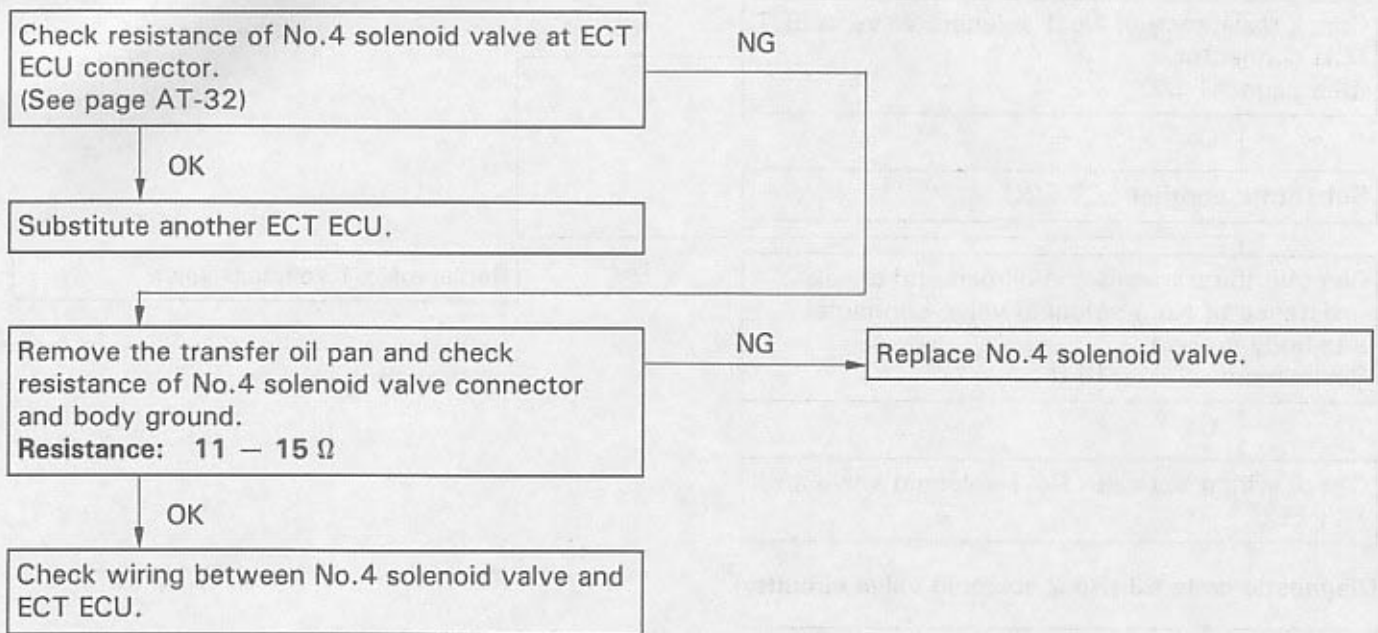 Check resistance of No.4 solenoid valve at ECT
ECU connector.
(See page AT-32)
NG
OK
Substitute another ECT ECU.
Remove the transfer oil pan and check
resistance of No.4 solenoid valve connector
and body ground.
Resistance: 11 — 15 Ω
NG
Replace No.4 solenoid valve.
OK
Check wiring between No.4 solenoid valve and
ECT ECU.